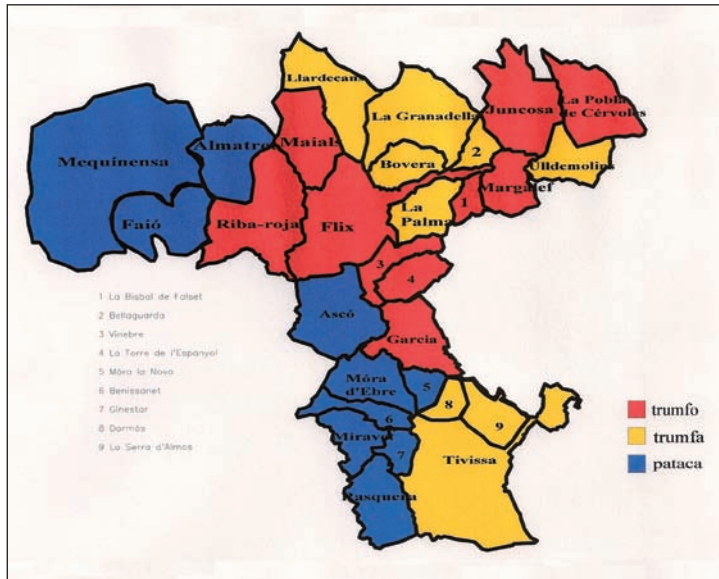 Llardecans
La Granadella
Juncosa
La Pobla
de Cérvoles
Mequinensa
Almatro
Maials
Bovera
2
Ulldemolins
Margalef
Faió
Riba-roja
Flix
La
Palma
1
3
4
1 La Bisbal de Falset
2 Bellaguarda
3 Vinebre
4 La Torre de l'Espanyol
5 Móra la Nova
6 Benissanet
7 Ginestar
8 Darmós
9 La Serra d'Almos
Ascó
Garcia
Móra
d'Ebre
5
8
6
9
Miravet
7
Tivissa
Rasquera
trumfo
trumfa
pataca